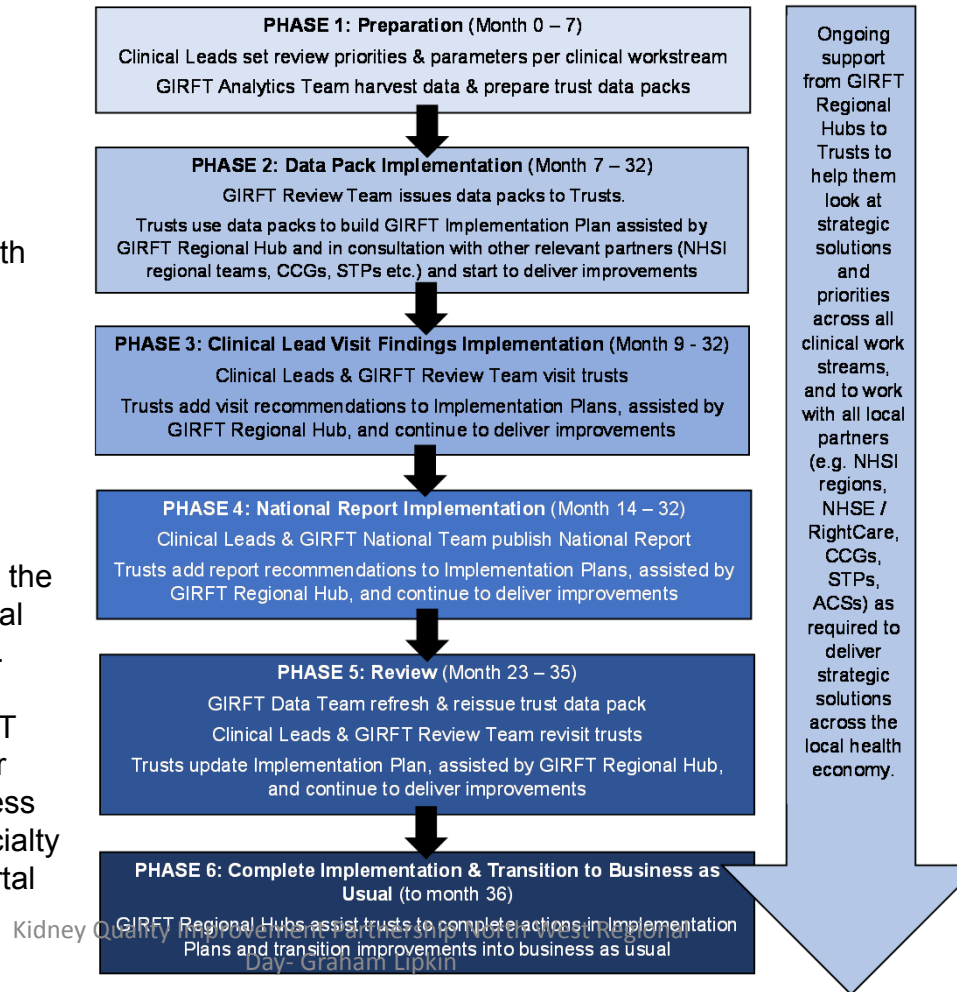 PHASE 1: Preparation (Month 0 – 7)
Clinical Leads set review priorities & parameters per clinical workstream
GIRFT Analytics Team harvest data & prepare trust data packs
PHASE 2: Data Pack Implementation (Month 7 – 32)
GIRFT Review Team issues data packs to Trusts.
Trusts use data packs to build GIRFT Implementation Plan assisted by
GIRFT Regional Hub and in consultation with other relevant partners (NHSI
regional teams, CCGs, STPs etc.) and start to deliver improvements
PHASE 3: Clinical Lead Visit Findings Implementation (Month 9 - 32)
Clinical Leads & GIRFT Review Team visit trusts
Trusts add visit recommendations to Implementation Plans, assisted by
GIRFT Regional Hub, and continue to deliver improvements
PHASE 4: National Report Implementation (Month 14 – 32)
Clinical Leads & GIRFT National Team publish National Report
Trusts add report recommendations to Implementation Plans, assisted by
GIRFT Regional Hub, and continue to deliver improvements
PHASE 5: Review (Month 23 – 35)
GIRFT Data Team refresh & reissue trust data pack
Clinical Leads & GIRFT Review Team revisit trusts
Trusts update Implementation Plan, assisted by GIRFT Regional Hub,
and continue to deliver improvements
PHASE 6: Complete Implementation & Transition to Business as
Usual (to month 36)
GIRFT Regional Hubs assist trusts to complete actions in Implementation
Plans and transition improvements into business as usual
Ongoing
support
from GIRFT
Regional
Hubs to
Trusts to
help them
look at
strategic
solutions
and
priorities
across all
clinical work
streams,
and to work
with all local
partners
(e.g. NHSI
regions,
NHSE /
RightCare,
CCGs,
STPs,
ACSs) as
required to
deliver
strategic
solutions
across the
local health
economy.
th
the
al
T
r
ess
cialty
rtal
Kidney Quality Improvement Partnership North West Regional
Day- Graham Lipkin